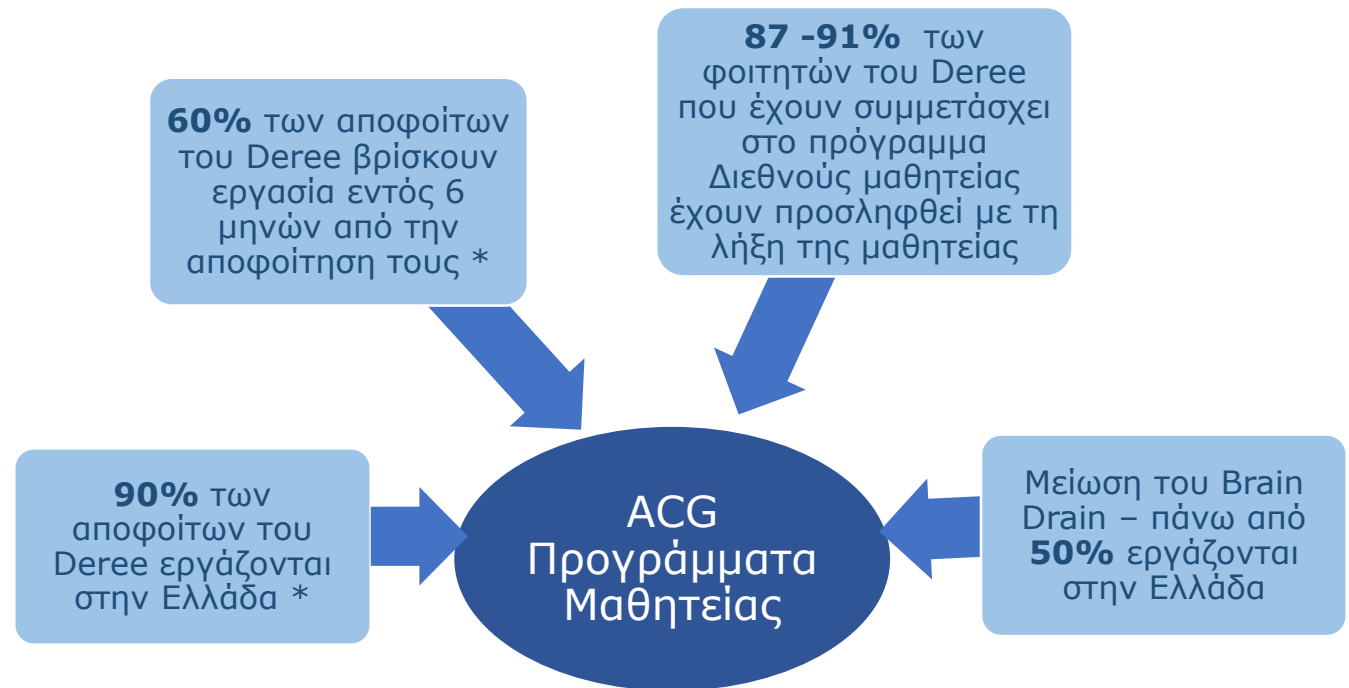 87 -91% των
φοιτητών του Deree
που έχουν συμμετάσχει
στο πρόγραμμα
Διεθνούς μαθητείας
έχουν προσληφθεί με τη
λήξη της μαθητείας
60% των αποφοίτων
του Deree βρίσκουν
εργασία εντός 6
μηνών από την
αποφοίτηση τους *
90% των
αποφοίτων του
Deree εργάζονται
στην Ελλάδα *
ACG
Προγράμματα
Μαθητείας
Μείωση του Brain
Drain – πάνω από
50% εργάζονται
στην Ελλάδα